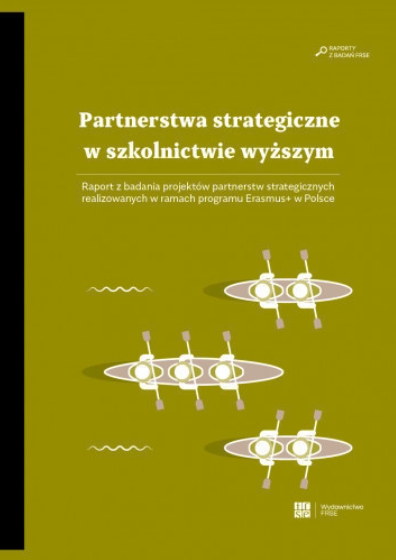 RAPORTY
Z BADAŃ FRSE
Partnerstwa strategiczne
w szkolnictwie wyższym
Raport z badania projektów partnerstw strategicznych
realizowanych w ramach programu Erasmus+ w Polsce
frse
Wydawnictwo
FRSE